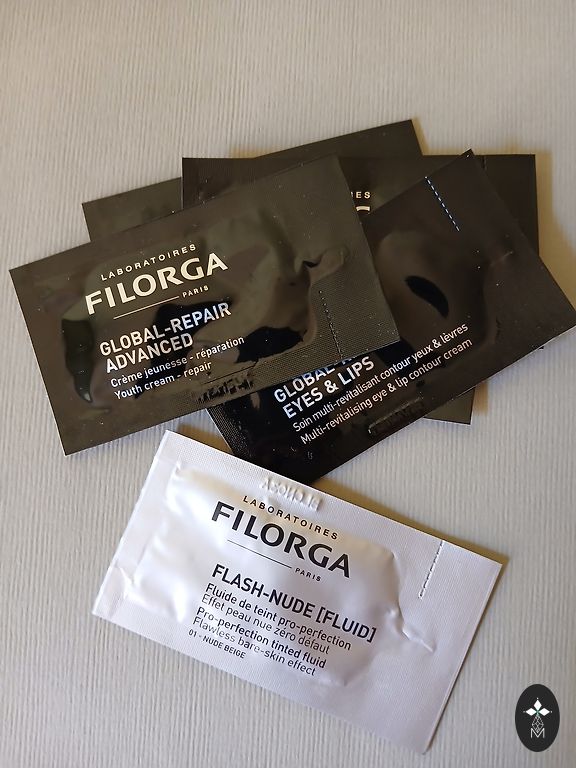 LABORATOIRES
FILORGA
PARIS
GLOBAL-REPAIR
ADVANCED
Crème jeunesse - réparation
Youth cream - repair
EYES & LIPS
Soin multi-revitalisant contour yeux & lèvres
Multi-revitalising eye & lip contour cream
LABORATOIRES
FILORGA
PARIS
FLASH-NUDE [FLUID]
Fluide de teint pro-perfection
Effet peau nue zéro défaut
Pro-perfection tinted fluid
Flawless bare-skin effect
01 - NUDE BEIGE